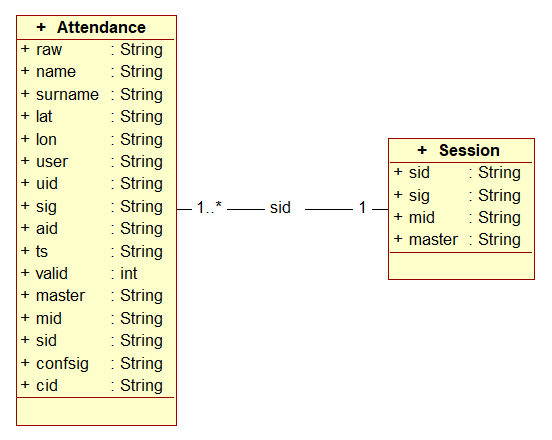 + Attendance
+ raw : String
+ name : String
+ surname : String
+ lat : String
+ lon : String
+ user : String
+ uid : String
+ sig : String
+ aid : String
+ ts : String
+ valid : int
+ master : String
+ mid : String
+ sid : String
+ confsig : String
+ cid : String
1..* sid 1
+ Session
+ sid : String
+ sig : String
+ mid : String
+ master : String